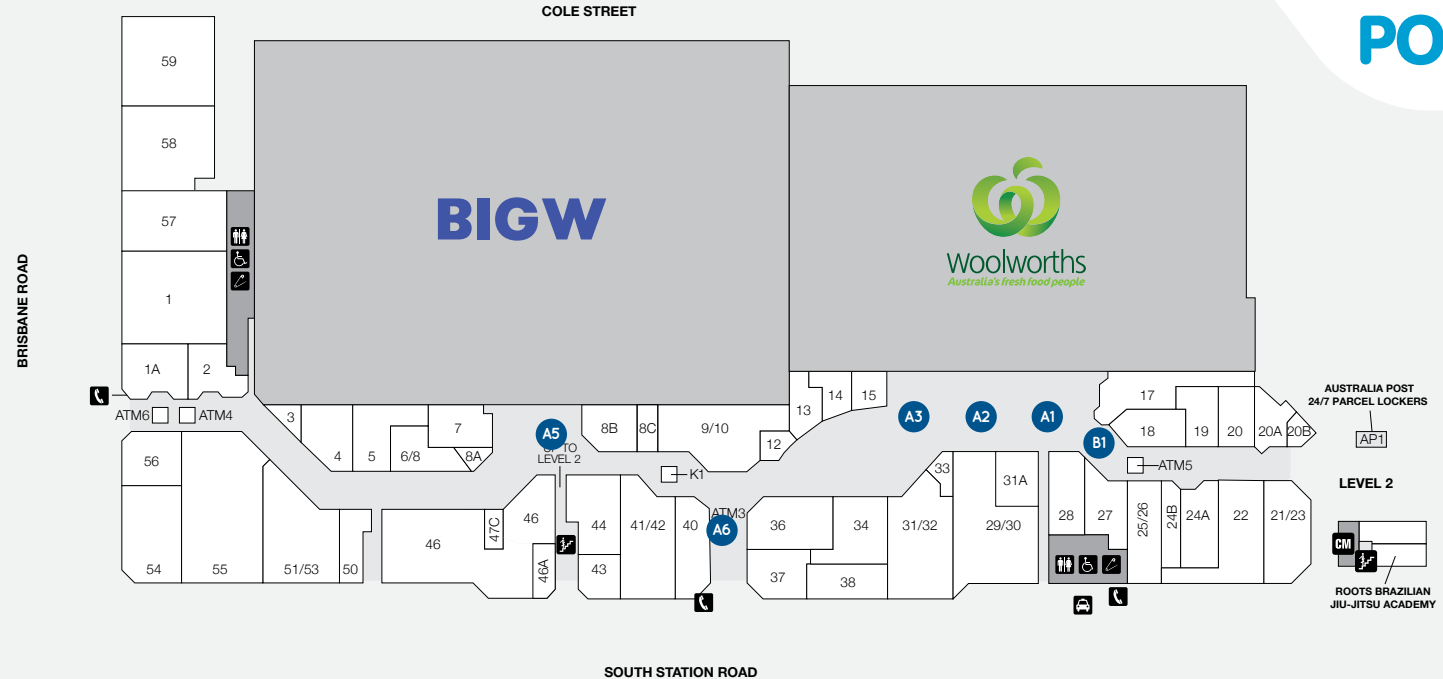 COLE STREET
PO
59
58
57
1
1A
2
BRISBANE ROAD
BIGW
Woolworths
Australia's fresh food people
ATM6
ATM4
3
4
5
6/8
7
8A
A5
UP TO
LEVEL 2
8B
8C
9/10
12
13
14
15
A3
A2
A1
B1
17
18
19
20
20A
20B
AUSTRALIA POST
24/7 PARCEL LOCKERS
AP1
K1
ATM5
ATM3
A6
56
54
55
51/53
50
46
47C
46
46A
44
43
41/42
40
36
37
34
38
31/32
33
29/30
31A
28
27
25/26
24B
24A
22
21/23
LEVEL 2
CM
ROOTS BRAZILIAN
JIU-JITSU ACADEMY
SOUTH STATION ROAD